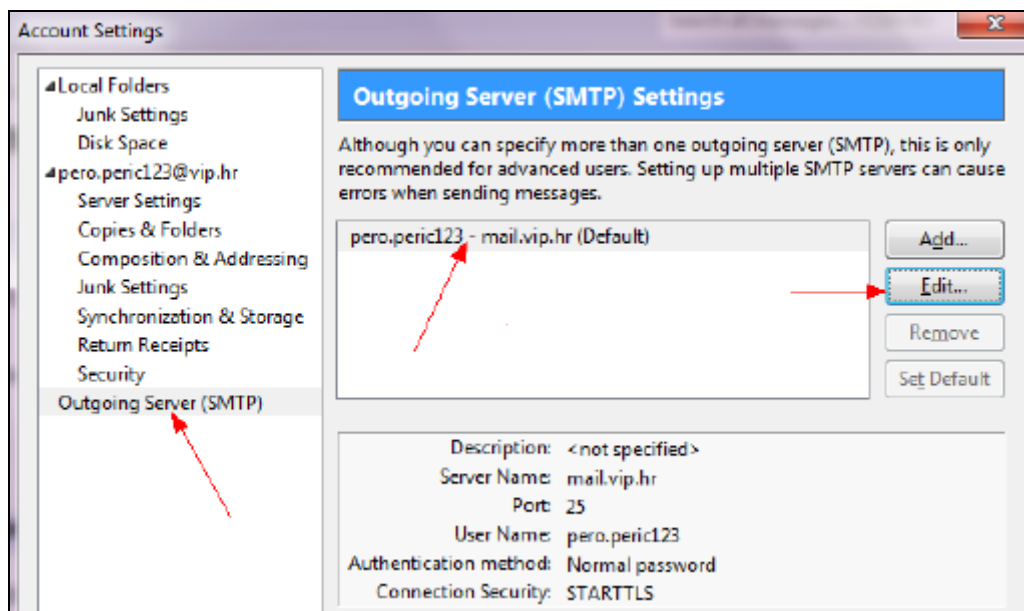 Account Settings
Local Folders
Junk Settings
Disk Space
pero.peric123@vip.hr
Server Settings
Copies & Folders
Composition & Addressing
Junk Settings
Synchronization & Storage
Return Receipts
Security
Outgoing Server (SMTP)
Outgoing Server (SMTP) Settings
Although you can specify more than one outgoing server (SMTP), this is only
recommended for advanced users. Setting up multiple SMTP servers can cause
errors when sending messages.
pero.peric123 - mail.vip.hr (Default)
Add...
Edit...
Remove
Set Default
Description: <not specified>
Server Name: mail.vip.hr
Port: 25
User Name: pero.peric123
Authentication method: Normal password
Connection Security: STARTTLS